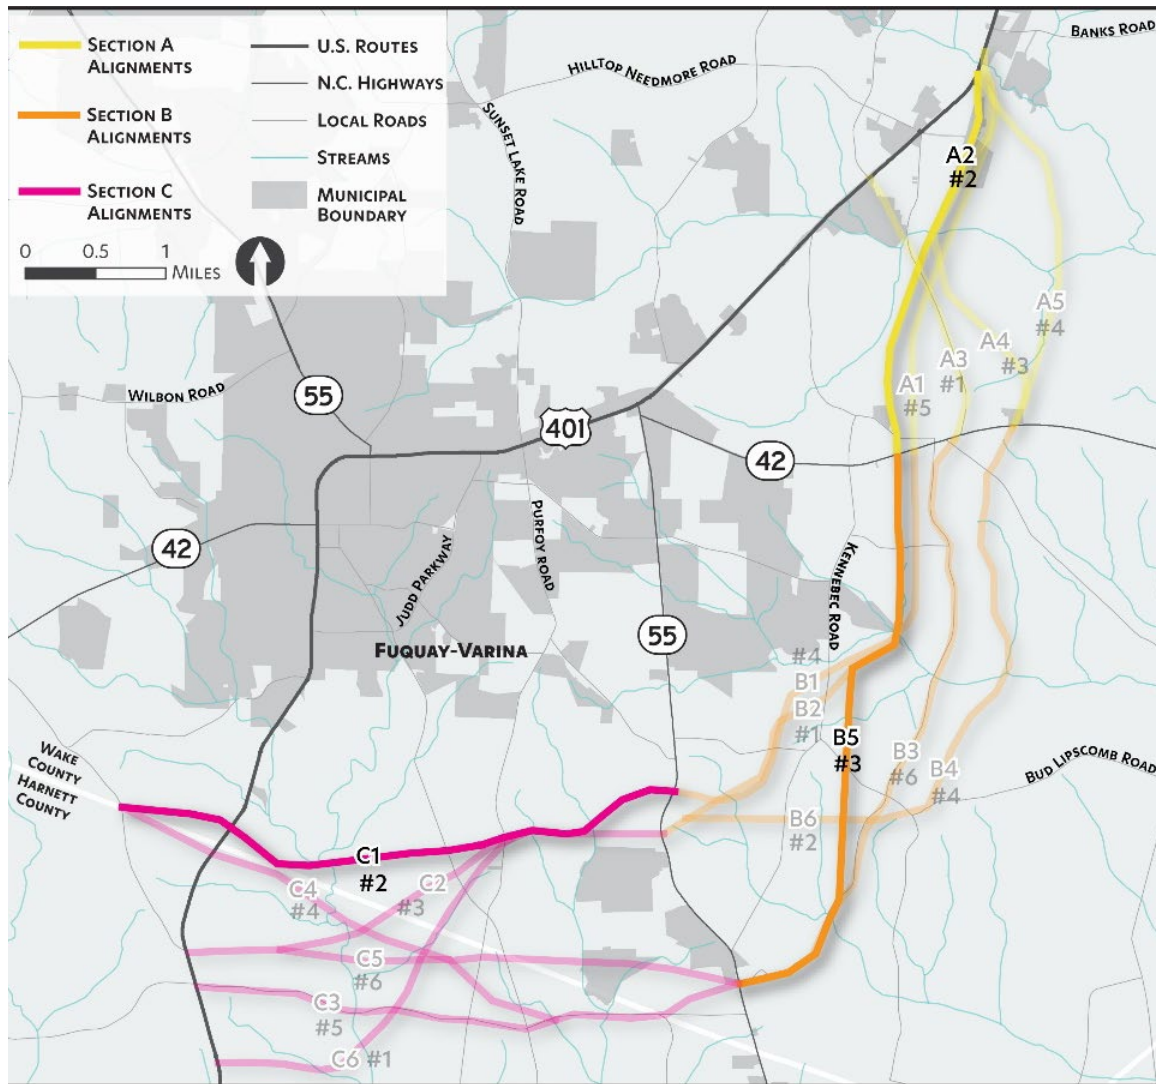 SECTION A
ALIGNMENTS
SECTION B
ALIGNMENTS
SECTION C
ALIGNMENTS
0 0.5 1
MILES
U.S. ROUTES
N.C. HIGHWAYS
LOCAL ROADS
STREAMS
MUNICIPAL
BOUNDARY
BANKS ROAD
HILLTOP NEEDMORE ROAD
SUNSET LAKE ROAD
A2
#2
A5
#4
A4
#3
A3
#1
A1
#5
WILBON ROAD
55
401
42
42
PURFOY ROAD
JUDD PARKWAY
KENNEBEC ROAD
55
FUQUAY-VARINA
#4
B1
B2
#1
B5
#3
B3
#6
B4
#4
BUD LIPSCOMB ROAD
B6
#2
WAKE
COUNTY
HARNETT
COUNTY
C1
#2
C2
#3
C4
#4
C5
#6
C3
#5
C6 #1